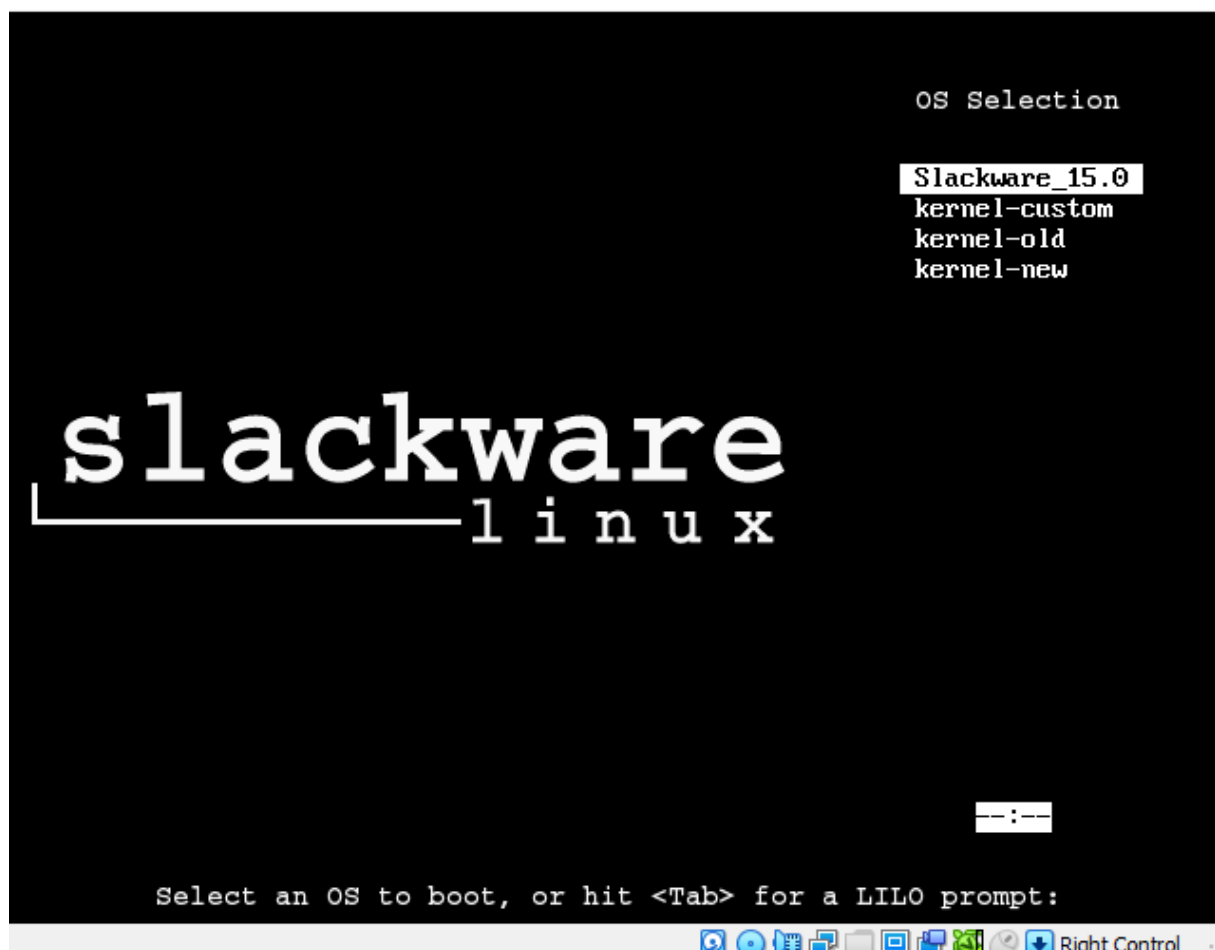 OS Selection
Slackware_15.0
kernel-custom
kernel-old
kernel-new
slackware
linux
--:--
Select an OS to boot, or hit <Tab> for a LILO prompt:
Right Control